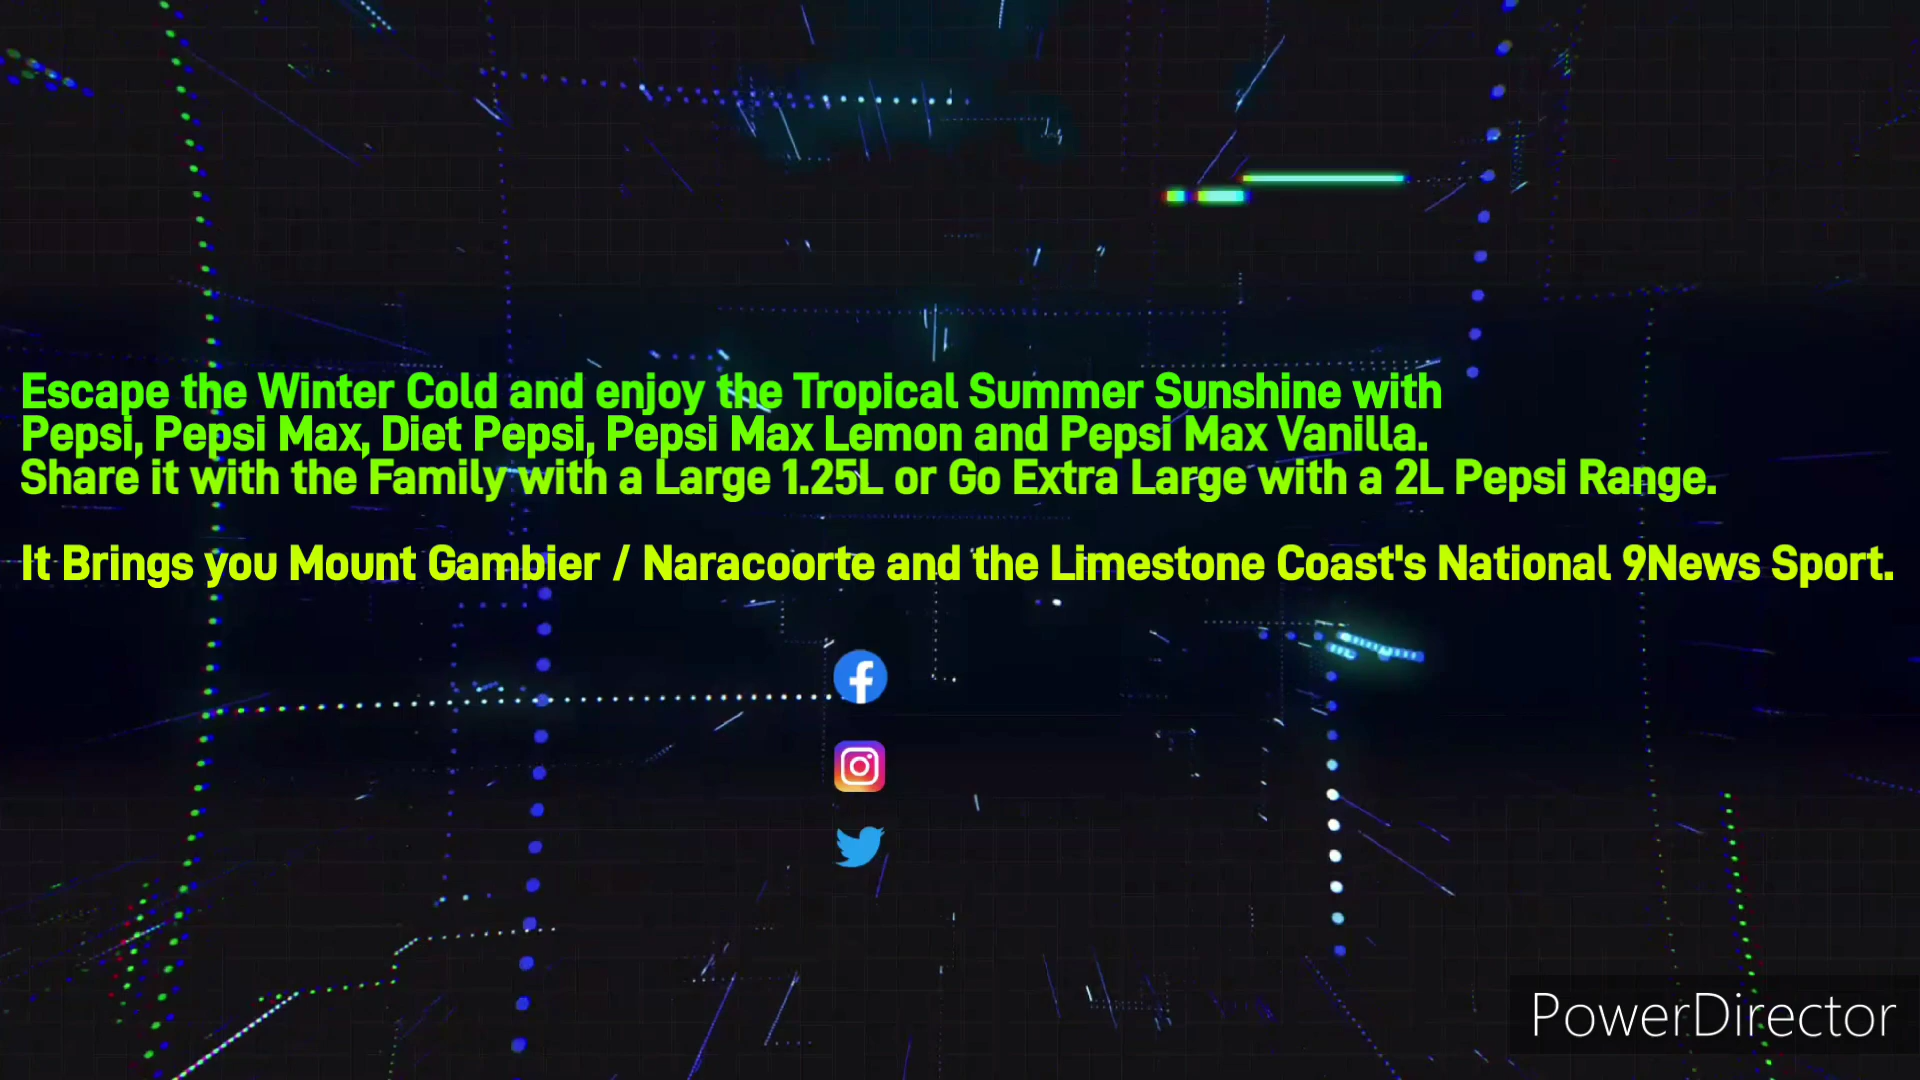 Escape the Winter Cold and enjoy the Tropical Summer Sunshine with
Pepsi, Pepsi Max, Diet Pepsi, Pepsi Max Lemon and Pepsi Max Vanilla.
Share it with the Family with a Large 1.25L or Go Extra Large with a 2L Pepsi Range.
It Brings you Mount Gambier / Naracoorte and the Limestone Coast's National 9News Sport.
PowerDirector